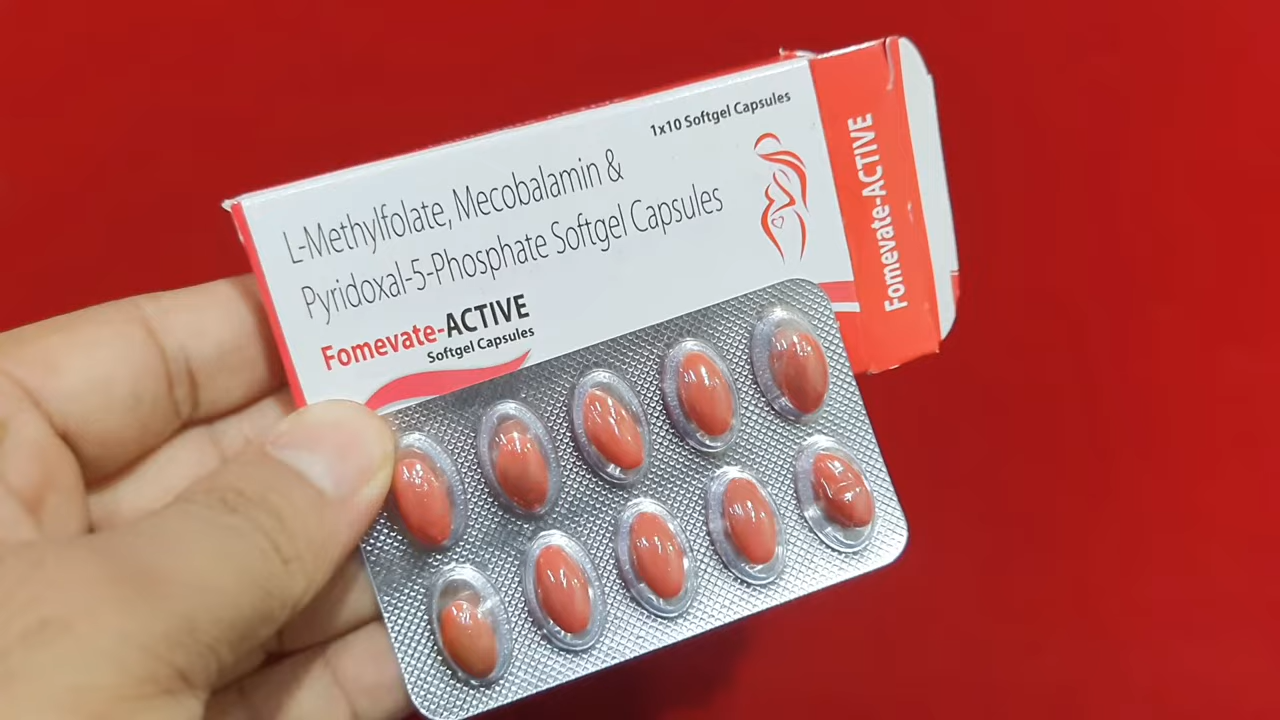 1x10 Softgel Capsules
L-Methylfolate, Mecobalamin &
Pyridoxal-5-Phosphate Softgel Capsules
Fomevate-ACTIVE
Softgel Capsules
Fomevate-ACTIVE